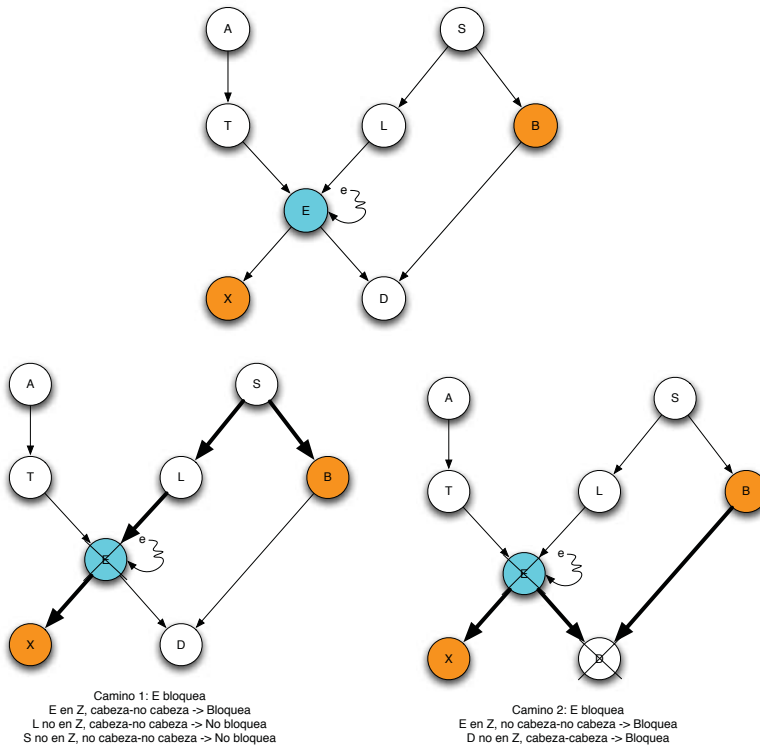 A
S
T
L
B
e
E
X
D
A
S
T
L
B
e
E
X
D
Camino 1: E bloquea
E en Z, cabeza-no cabeza -> Bloquea
L no en Z, cabeza-no cabeza -> No bloquea
S no en Z, no cabeza-no cabeza -> No bloquea
A
S
T
L
B
e
E
X
D
Camino 2: E bloquea
E en Z, no cabeza-no cabeza -> Bloquea
D no en Z, cabeza-cabeza -> Bloquea